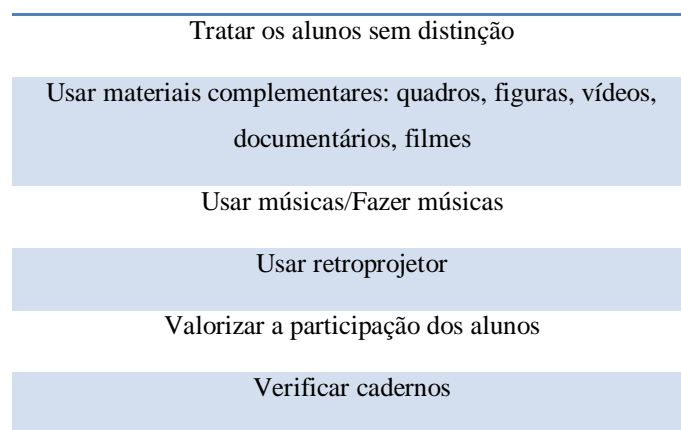 Tratar os alunos sem distinção
Usar materiais complementares: quadros, figuras, vídeos,
documentários, filmes
Usar músicas/Fazer músicas
Usar retroprojetor
Valorizar a participação dos alunos
Verificar cadernos